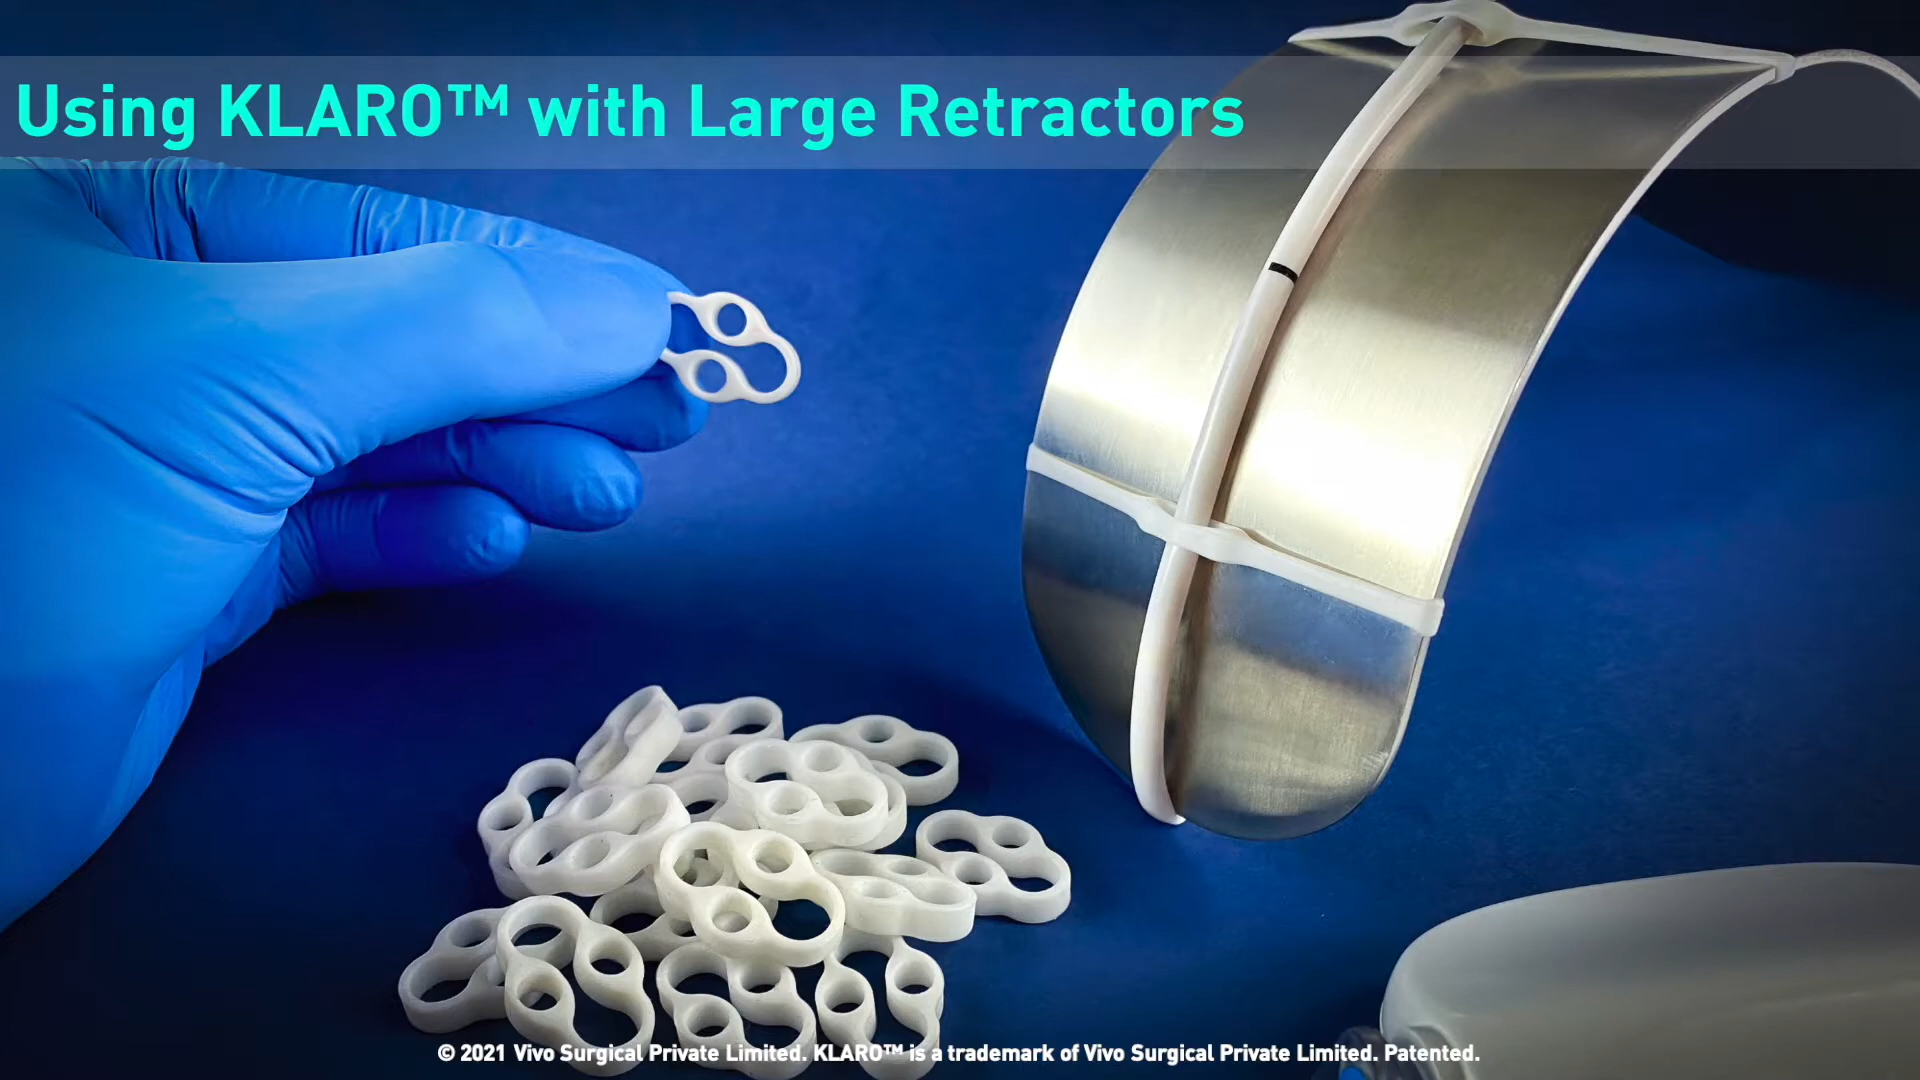 Using KLARO™ with Large Retractors
© 2021 Vivo Surgical Private Limited. KLARO™ is a trademark of Vivo Surgical Private Limited. Patented.